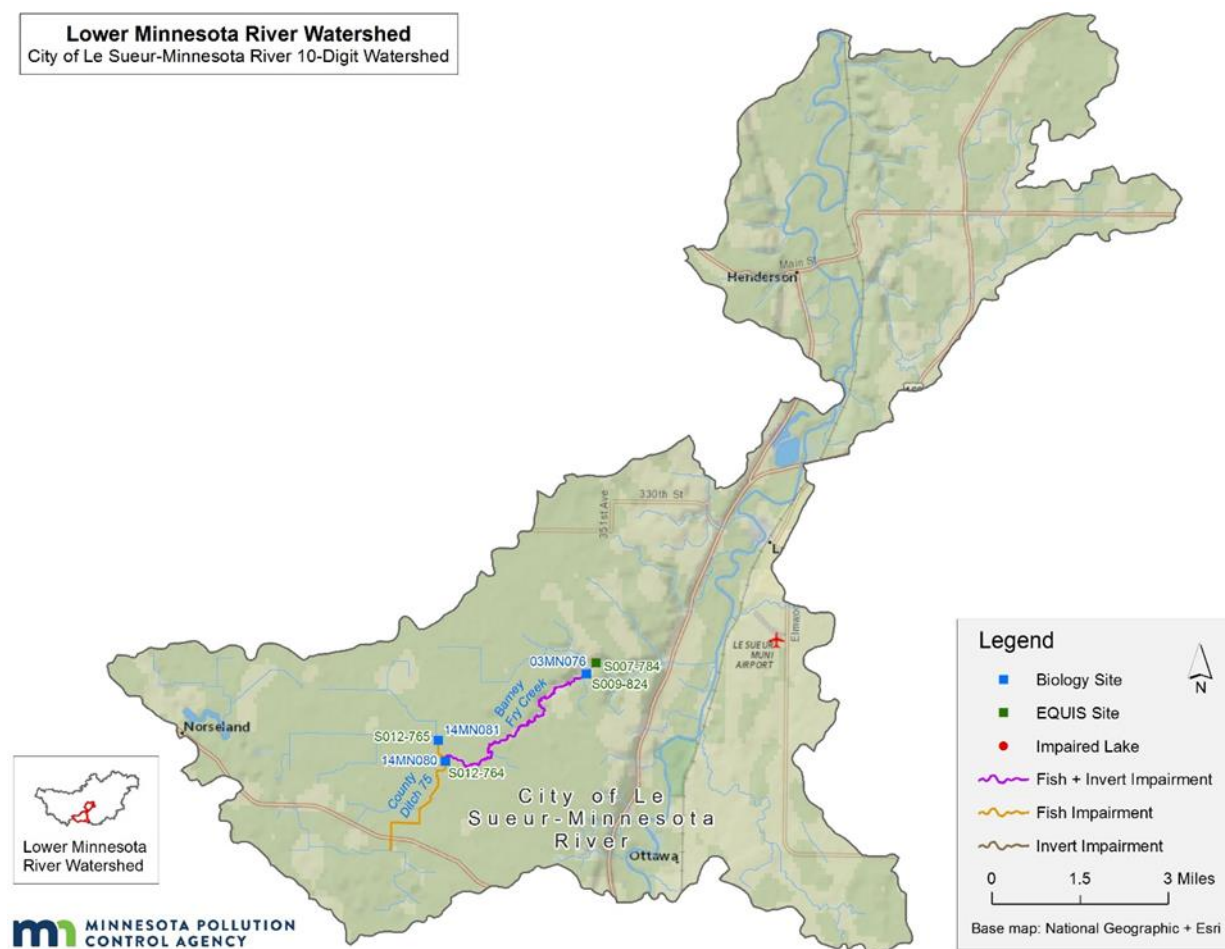 Lower Minnesota River Watershed
City of Le Sueur-Minnesota River 10-Digit Watershed
Main St
Henderson
330th St
351st Ave
L
LE SUEUR
MUNI
AIRPORT
03MN076
S007-784
S009-824
Barney
Fry Creek
Norseland
S012-765
14MN081
14MN080
S012-764
County
Ditch 75
City of Le
Sueur-Minnesota
River
Ottawa
Lower Minnesota
River Watershed
MINNESOTA POLLUTION
CONTROL AGENCY
Legend
N
Biology Site
EQUIS Site
Impaired Lake
Fish + Invert Impairment
Fish Impairment
Invert Impairment
0 1.5 3 Miles
Base map: National Geographic + Esri